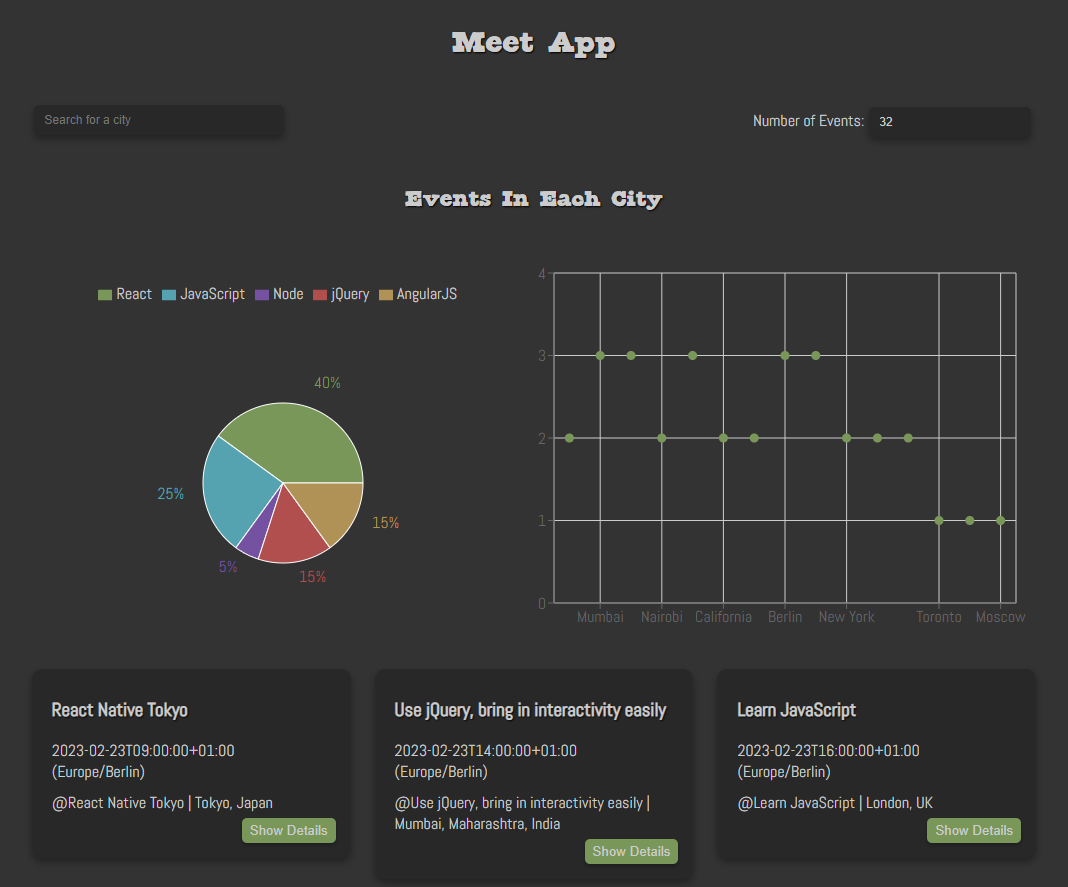 Meet App
Search for a city
Number of Events: 32
Events In Each City
React JavaScript Node jQuery AngularJS
40%
25%
15%
5%
15%
4
3
2
1
0
Mumbai Nairobi California Berlin New York Toronto Moscow
React Native Tokyo
2023-02-23T09:00:00+01:00
(Europe/Berlin)
@React Native Tokyo | Tokyo, Japan
Show Details
Use jQuery, bring in interactivity easily
2023-02-23T14:00:00+01:00
(Europe/Berlin)
@Use jQuery, bring in interactivity easily |
Mumbai, Maharashtra, India
Show Details
Learn JavaScript
2023-02-23T16:00:00+01:00
(Europe/Berlin)
@Learn JavaScript | London, UK
Show Details